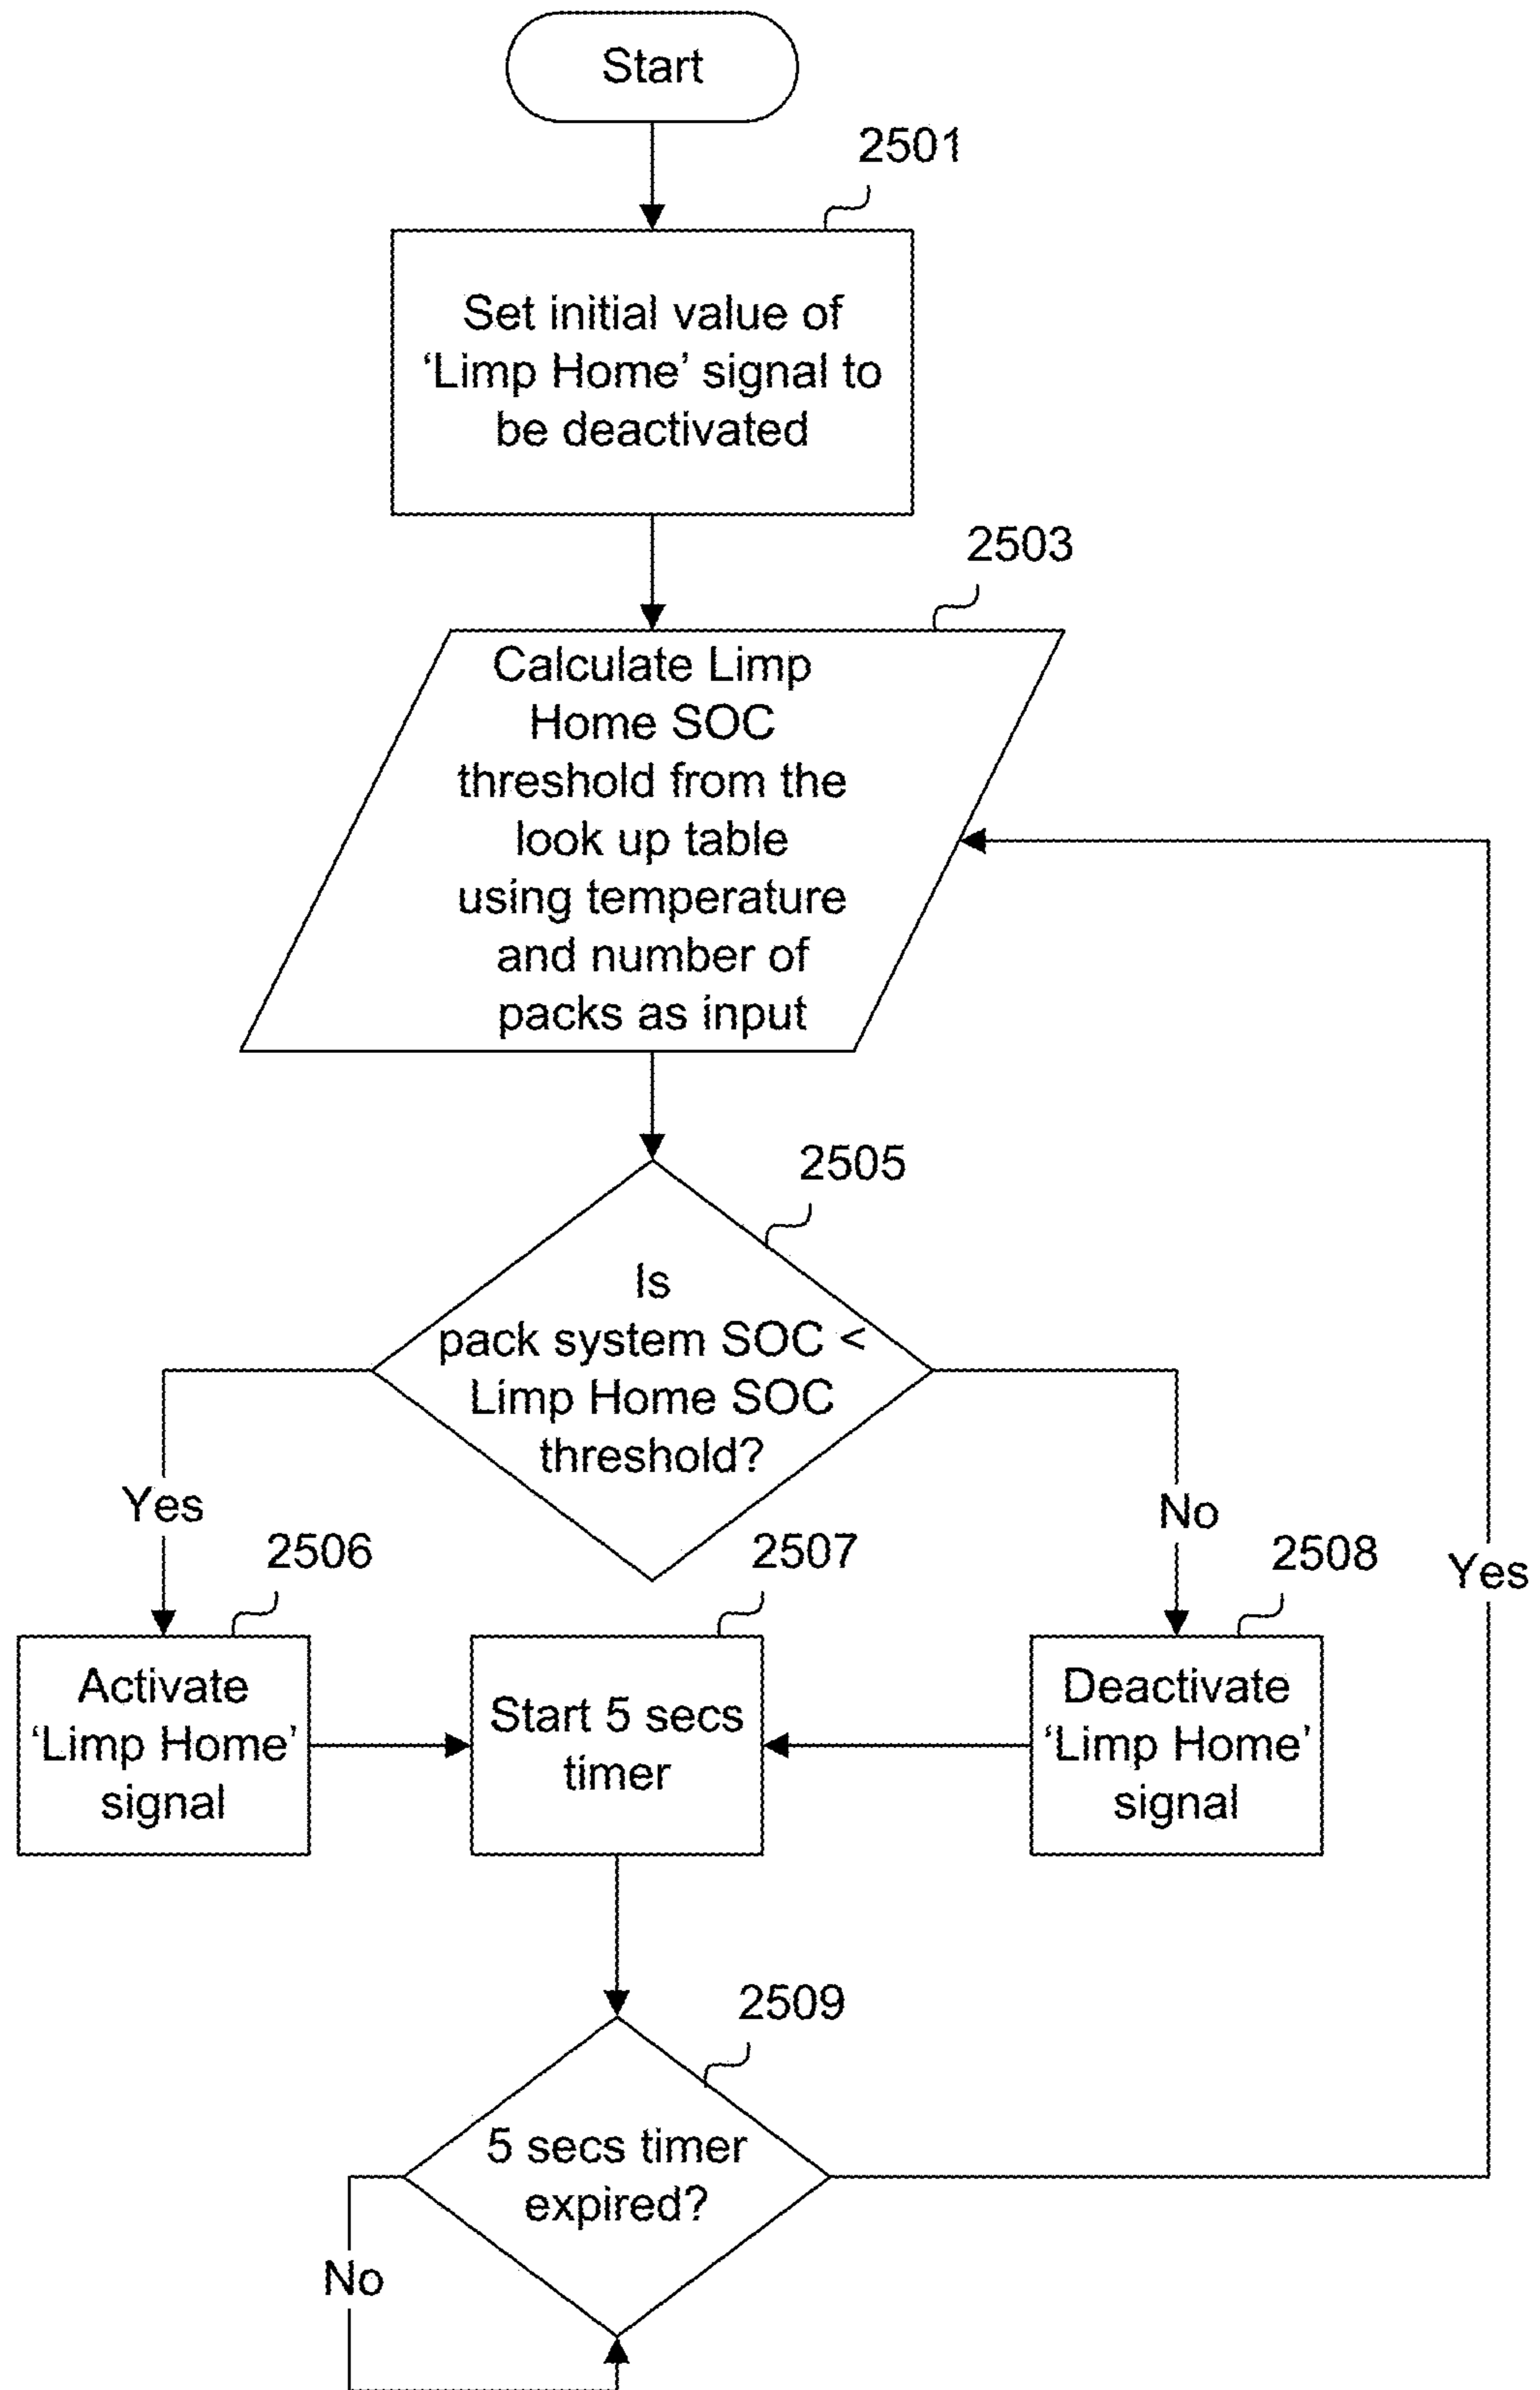 Start
2501
Set initial value of
‘Limp Home’ signal to
be deactivated
2503
Calculate Limp
Home SOC
threshold from the
look up table
using temperature
and number of
packs as input
2505
Is
pack system SOC <
Limp Home SOC
threshold?
Yes
No
2506
Activate
‘Limp Home’
signal
2507
Start 5 secs
timer
2508
Deactivate
‘Limp Home’
signal
Yes
2509
5 secs timer
expired?
No